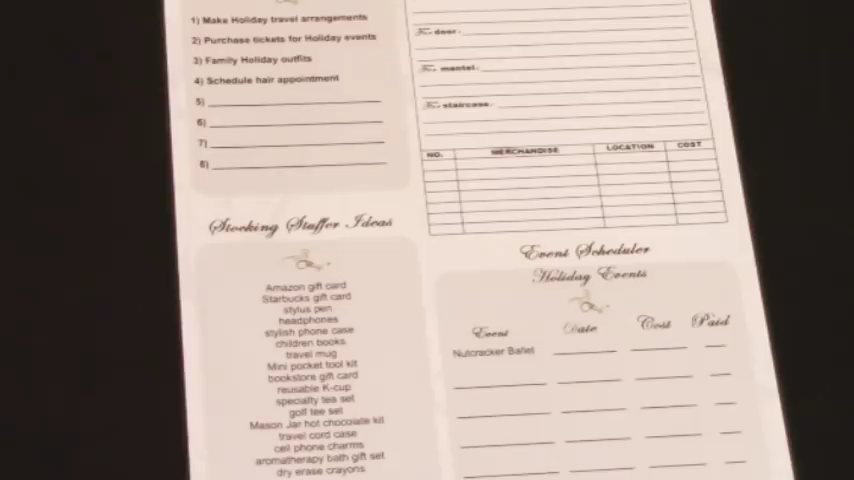 1) Make Holiday travel arrangements
2) Purchase tickets for Holiday events
3) Family Holiday outfits
4) Schedule hair appointment
5)
6)
7)
8)
Stocking Stuffer Ideas
Amazon gift card
Starbucks gift card
stylus pen
headphones
stylish phone case
children books
travel mug
Mini pocket tool kit
bookstore gift card
reusable K-cup
specialty tea set
golf tee set
Mason Jar hot chocolate kit
travel cord case
cell phone charms
aromatherapy bath gift set
dry erase crayons
For door:
For mantel:
For staircase:
NO. MERCHANDISE LOCATION COST
Event Scheduler
Holiday Events
Event Date Cost Paid
Nutcracker Ballet